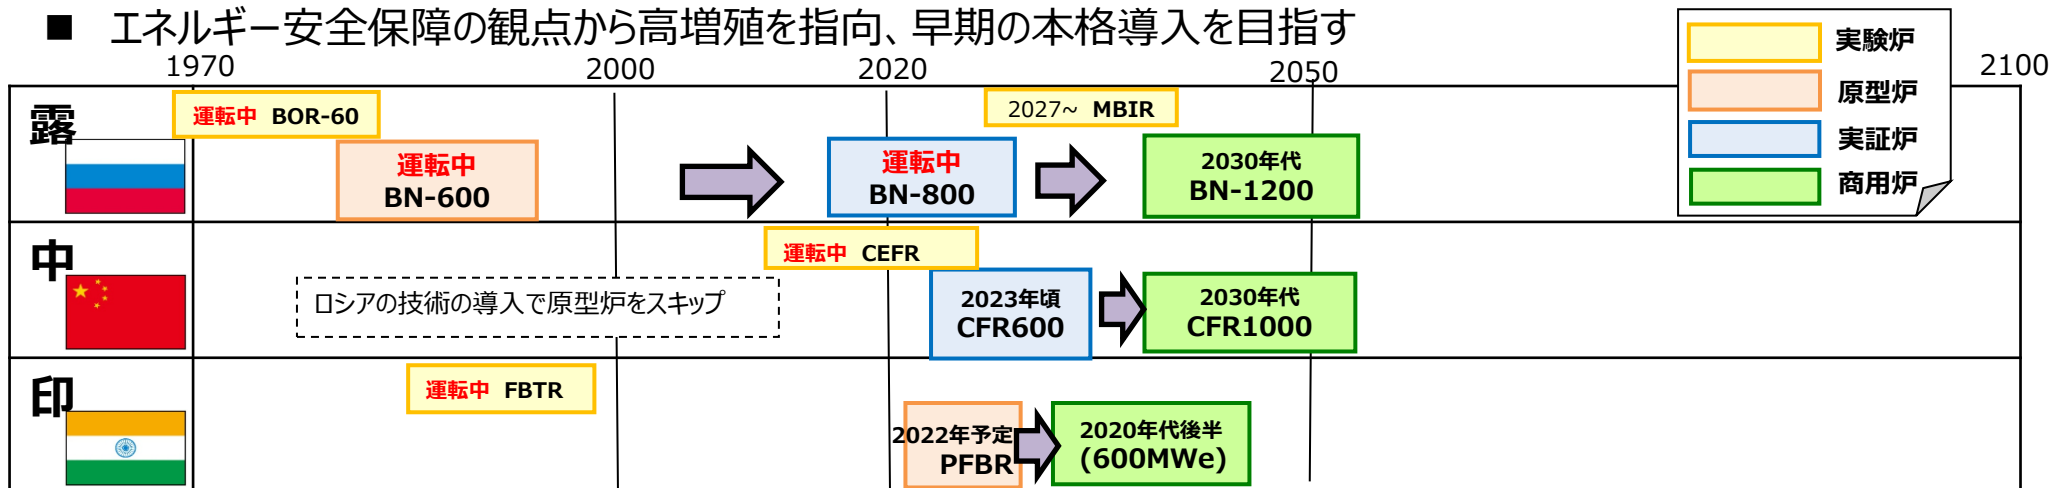 ■ エネルギー安全保障の観点から高増殖を指向、早期の本格導入を目指す
実験炉
原型炉
実証炉
商用炉
1970 2000 2020 2050 2100
露
運転中 BOR-60
2027~ MBIR
運転中
BN-600
運転中
BN-800
2030年代
BN-1200
中
運転中 CEFR
ロシアの技術の導入で原型炉をスキップ
2023年頃
CFR600
2030年代
CFR1000
印
運転中 FBTR
2022年予定
PFBR
2020年代後半
(600MWe)